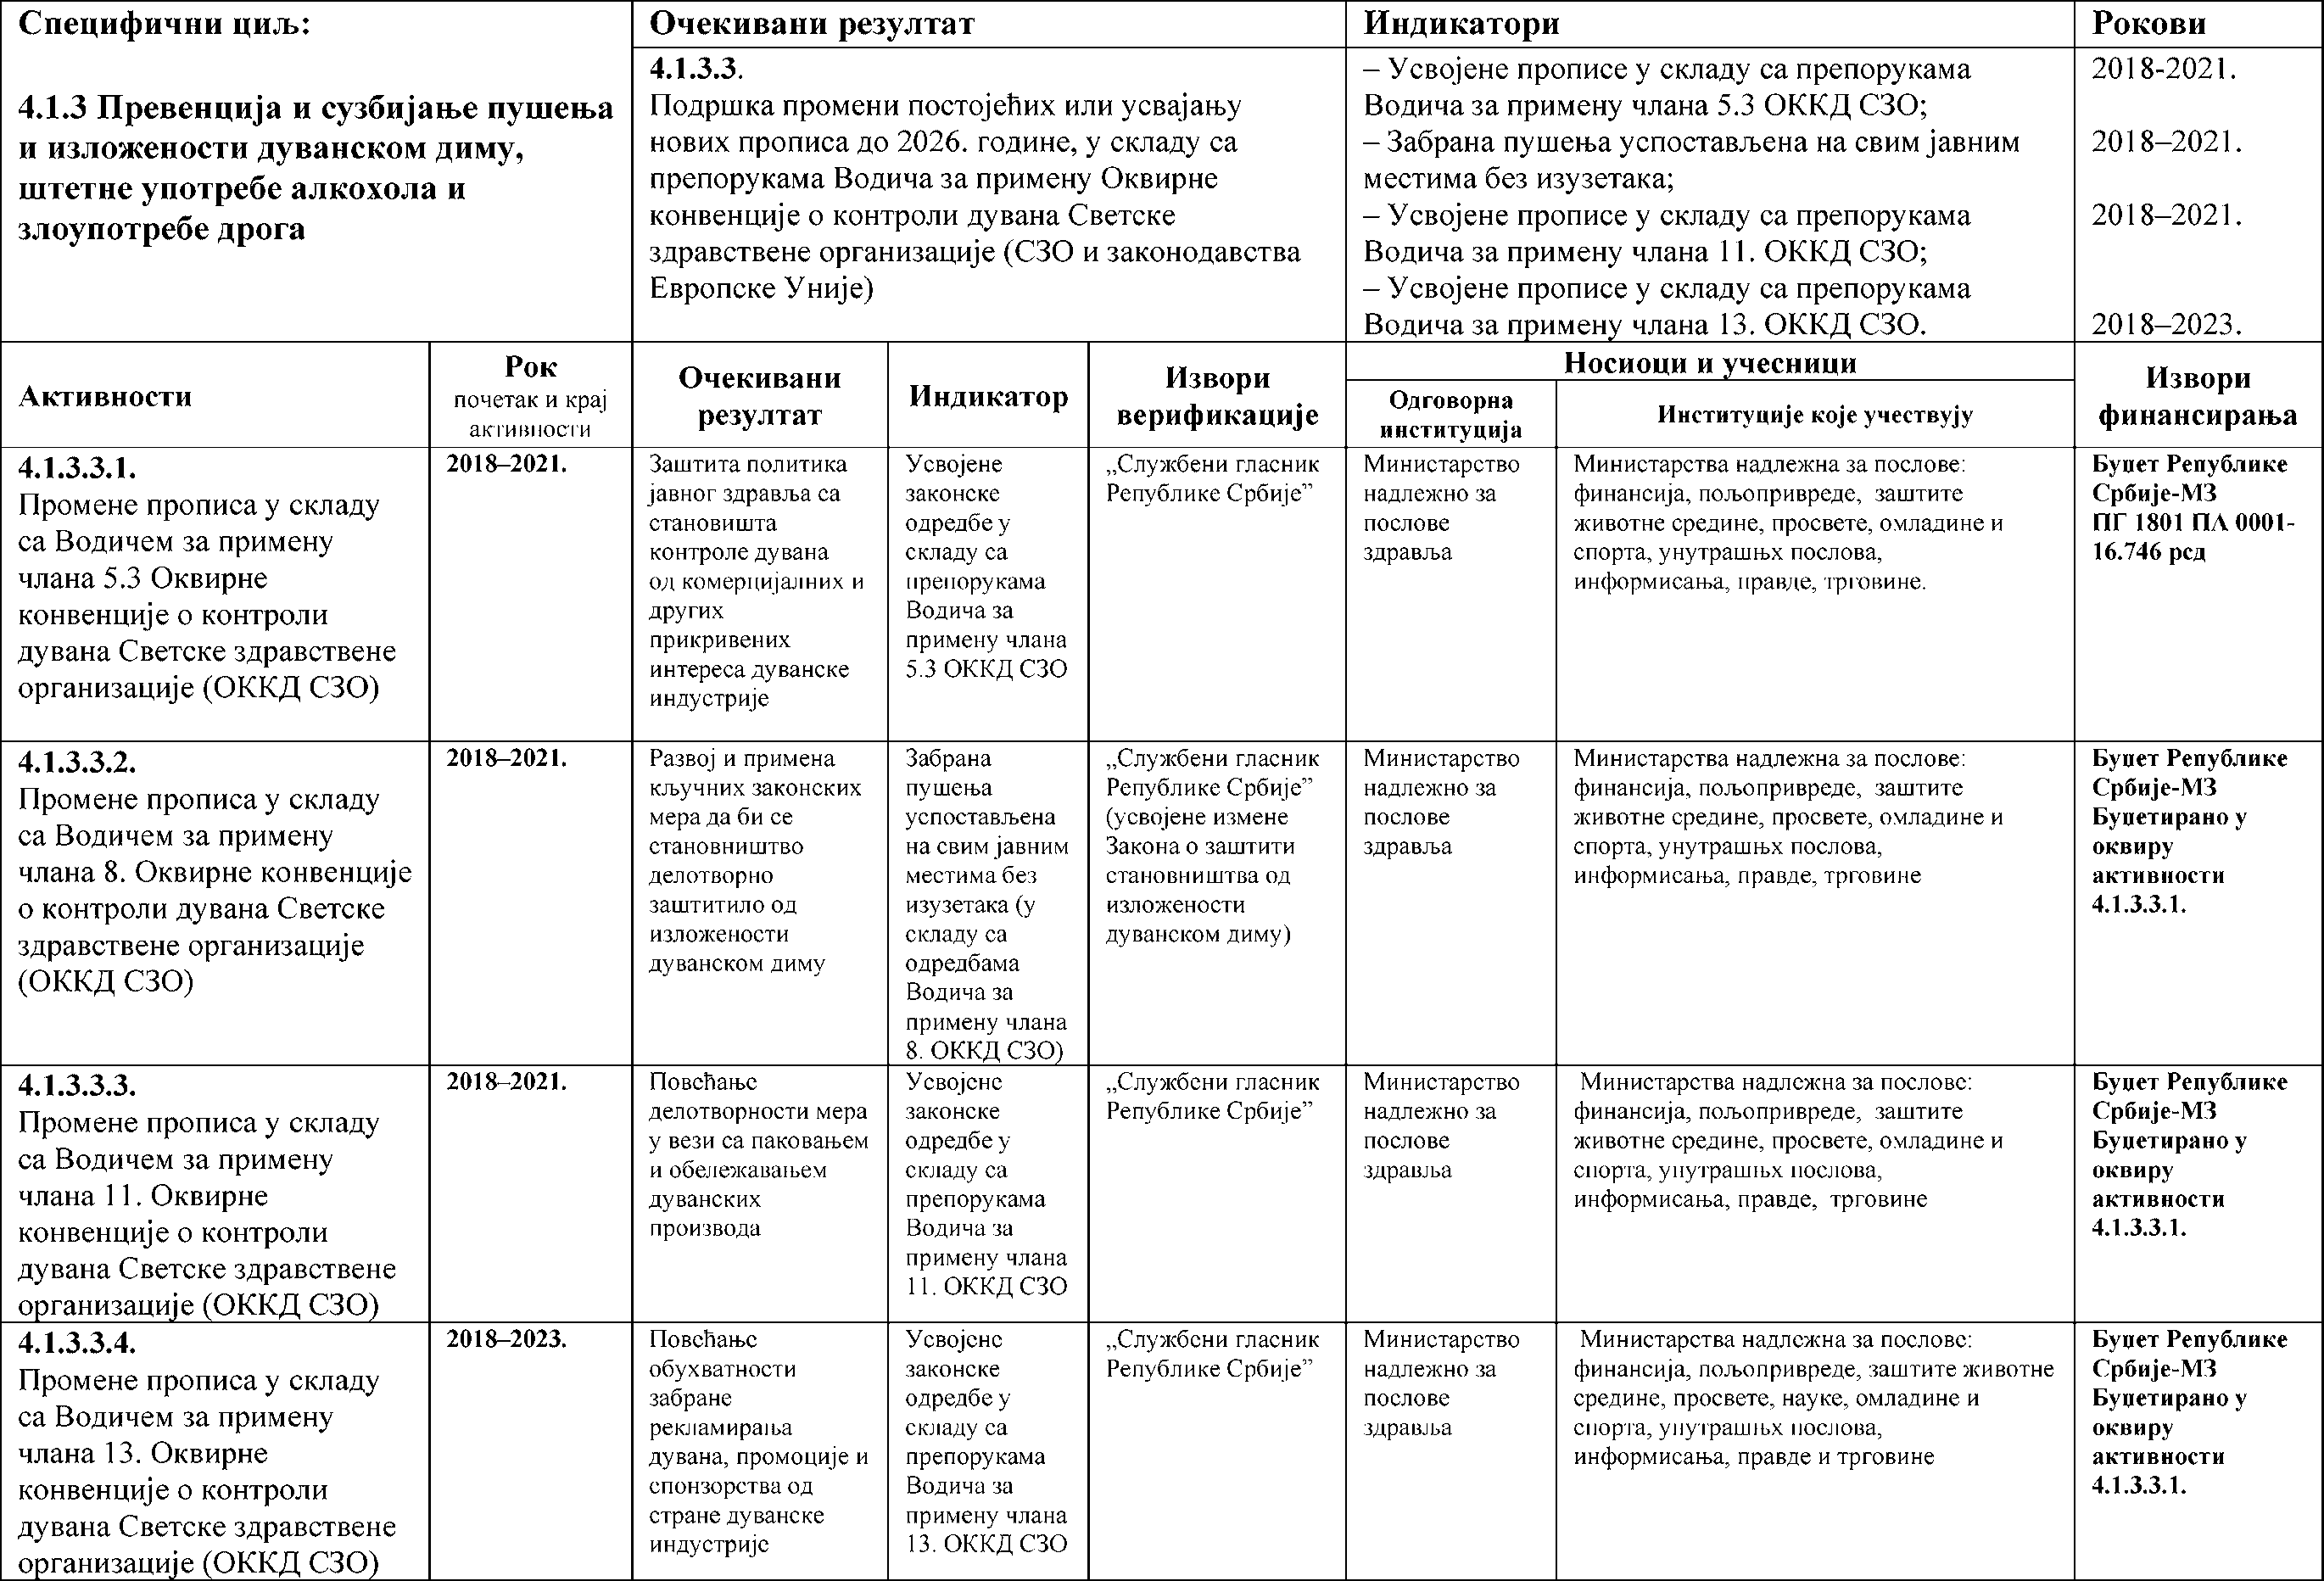 Специфични циљ:
4.1.3 Превенција и сузбијање пушења
и изложености дуванском диму,
штетне употребе алкохола и
злоупотребе дрога
Очекивани резултат
4.1.3.3.
Подршка промени постојећих или усвајању
нових прописа до 2026. године, у складу са
препорукама Водича за примену Оквирне
конвенције о контроли дувана Светске
здравствене организације (СЗО и законодавства
Европске Уније)
Индикатори
– Усвојене прописе у складу са препорукама
Водича за примену члана 5.3 ОККД СЗО;
– Забрана пушења успостављена на свим јавним
местима без изузетака;
– Усвојене прописе у складу са препорукама
Водича за примену члана 11. ОККД СЗО;
– Усвојене прописе у складу са препорукама
Водича за примену члана 13. ОККД СЗО.
Рокови
2018-2021.
2018–2021.
2018–2021.
2018–2023.
Активности
Рок
почетак и крај
активности
Очекивани
резултат
Индикатор
Извори
верификације
Носиоци и учесници
Одговорна
институција
Институције које учествују
Извори
финансирања
4.1.3.3.1.
Промене прописа у складу
са Водичем за примену
члана 5.3 Оквирне
конвенције о контроли
дувана Светске здравствене
организације (ОККД СЗО)
2018–2021.
Заштита политика
јавног здравља са
становишта
контроле дувана
од комерцијалних и
других
прикривених
интереса дуванске
индустрије
Усвојене
законске
одредбе у
складу са
препорукама
Водича за
примену члана
5.3 ОККД СЗО
„Службени гласник
Републике Србије”
Министарство
надлежно за
послове
здравља
Министарства надлежна за послове:
финансија, пољопривреде, заштите
животне средине, просвете, омладине и
спорта, унутрашњх послова,
информисања, правде, трговине.
Буџет Републике
Србије-МЗ
ПГ 1801 ПА 0001-
16.746 рсд
4.1.3.3.2.
Промене прописа у складу
са Водичем за примену
члана 8. Оквирне конвенције
о контроли дувана Светске
здравствене организације
(ОККД СЗО)
2018–2021.
Развој и примена
кључних законских
мера да би се
становништво
делотворно
заштитило од
изложености
дуванском диму
Забрана
пушења
успостављена
на свим јавним
местима без
изузетака (у
складу са
одредбама
Водича за
примену члана
8. ОККД СЗО)
„Службени гласник
Републике Србије”
(усвојене измене
Закона о заштити
становништва од
изложености
дуванском диму)
Министарство
надлежно за
послове
здравља
Министарства надлежна за послове:
финансија, пољопривреде, заштите
животне средине, просвете, омладине и
спорта, унутрашњх послова,
информисања, правде, трговине
Буџет Републике
Србије-МЗ
Буџетирано у
оквиру
активности
4.1.3.3.1.
4.1.3.3.3.
Промене прописа у складу
са Водичем за примену
члана 11. Оквирне
конвенције о контроли
дувана Светске здравствене
организације (ОККД СЗО)
2018–2021.
Повећање
делотворности мера
у вези са паковањем
и обележавањем
дуванских
производа
Усвојене
законске
одредбе у
складу са
препорукама
Водича за
примену члана
11. ОККД СЗО
„Службени гласник
Републике Србије”
Министарство
надлежно за
послове
здравља
Министарства надлежна за послове:
финансија, пољопривреде, заштите
животне средине, просвете, омладине и
спорта, унутрашњх послова,
информисања, правде, трговине
Буџет Републике
Србије-МЗ
Буџетирано у
оквиру
активности
4.1.3.3.1.
4.1.3.3.4.
Промене прописа у складу
са Водичем за примену
члана 13. Оквирне
конвенције о контроли
дувана Светске здравствене
организације (ОККД СЗО)
2018–2023.
Повећање
обухватности
забране
рекламирања
дувана, промоције и
спонзорства од
стране дуванске
индустрије
Усвојене
законске
одредбе у
складу са
препорукама
Водича за
примену члана
13. ОККД СЗО
„Службени гласник
Републике Србије”
Министарство
надлежно за
послове
здравља
Министарства надлежна за послове:
финансија, пољопривреде, заштите животне
средине, просвете, науке, омладине и
спорта, унутрашњх послова,
информисања, правде и трговине
Буџет Републике
Србије-МЗ
Буџетирано у
оквиру
активности
4.1.3.3.1.